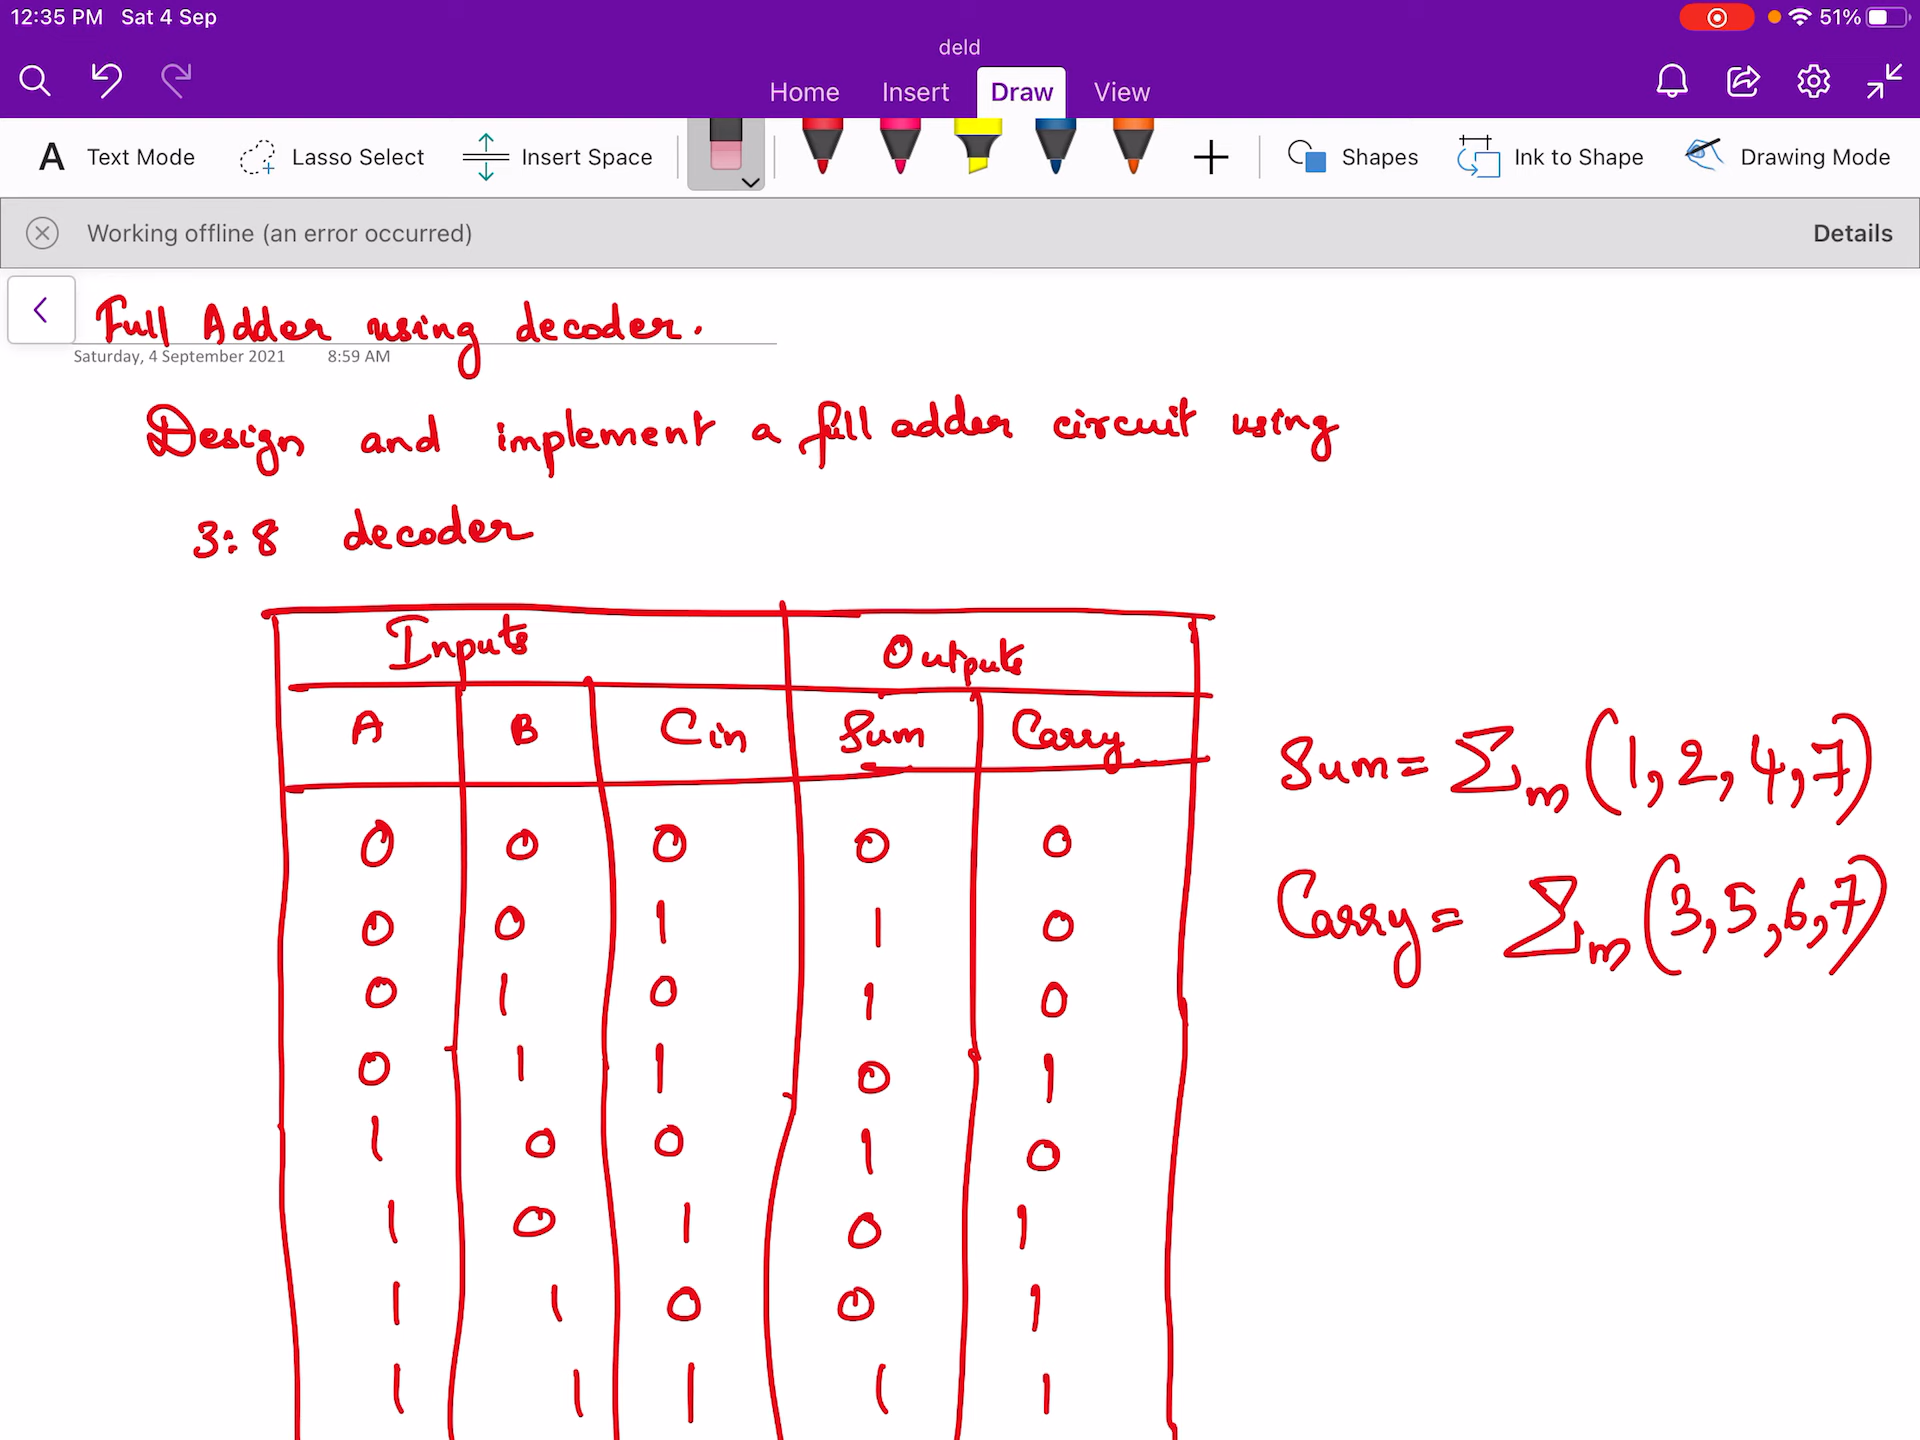 12:35 PM Sat 4 Sep
51%
deld
Home Insert Draw View
A Text Mode Lasso Select Insert Space Shapes Ink to Shape Drawing Mode
Working offline (an error occurred) Details
Full Adder using decoder.
Saturday, 4 September 2021 8:59 AM
Design and implement a full adder circuit using
3:8 decoder
Inputs Outputs
A B Cin Sum Carry
0 0 0 0 0
0 0 1 1 0
0 1 0 1 0
0 1 1 0 1
1 0 0 1 0
1 0 1 0 1
1 1 0 0 1
1 1 1 1 1
Sum = Σm (1, 2, 4, 7)
Carry = Σm (3, 5, 6, 7)